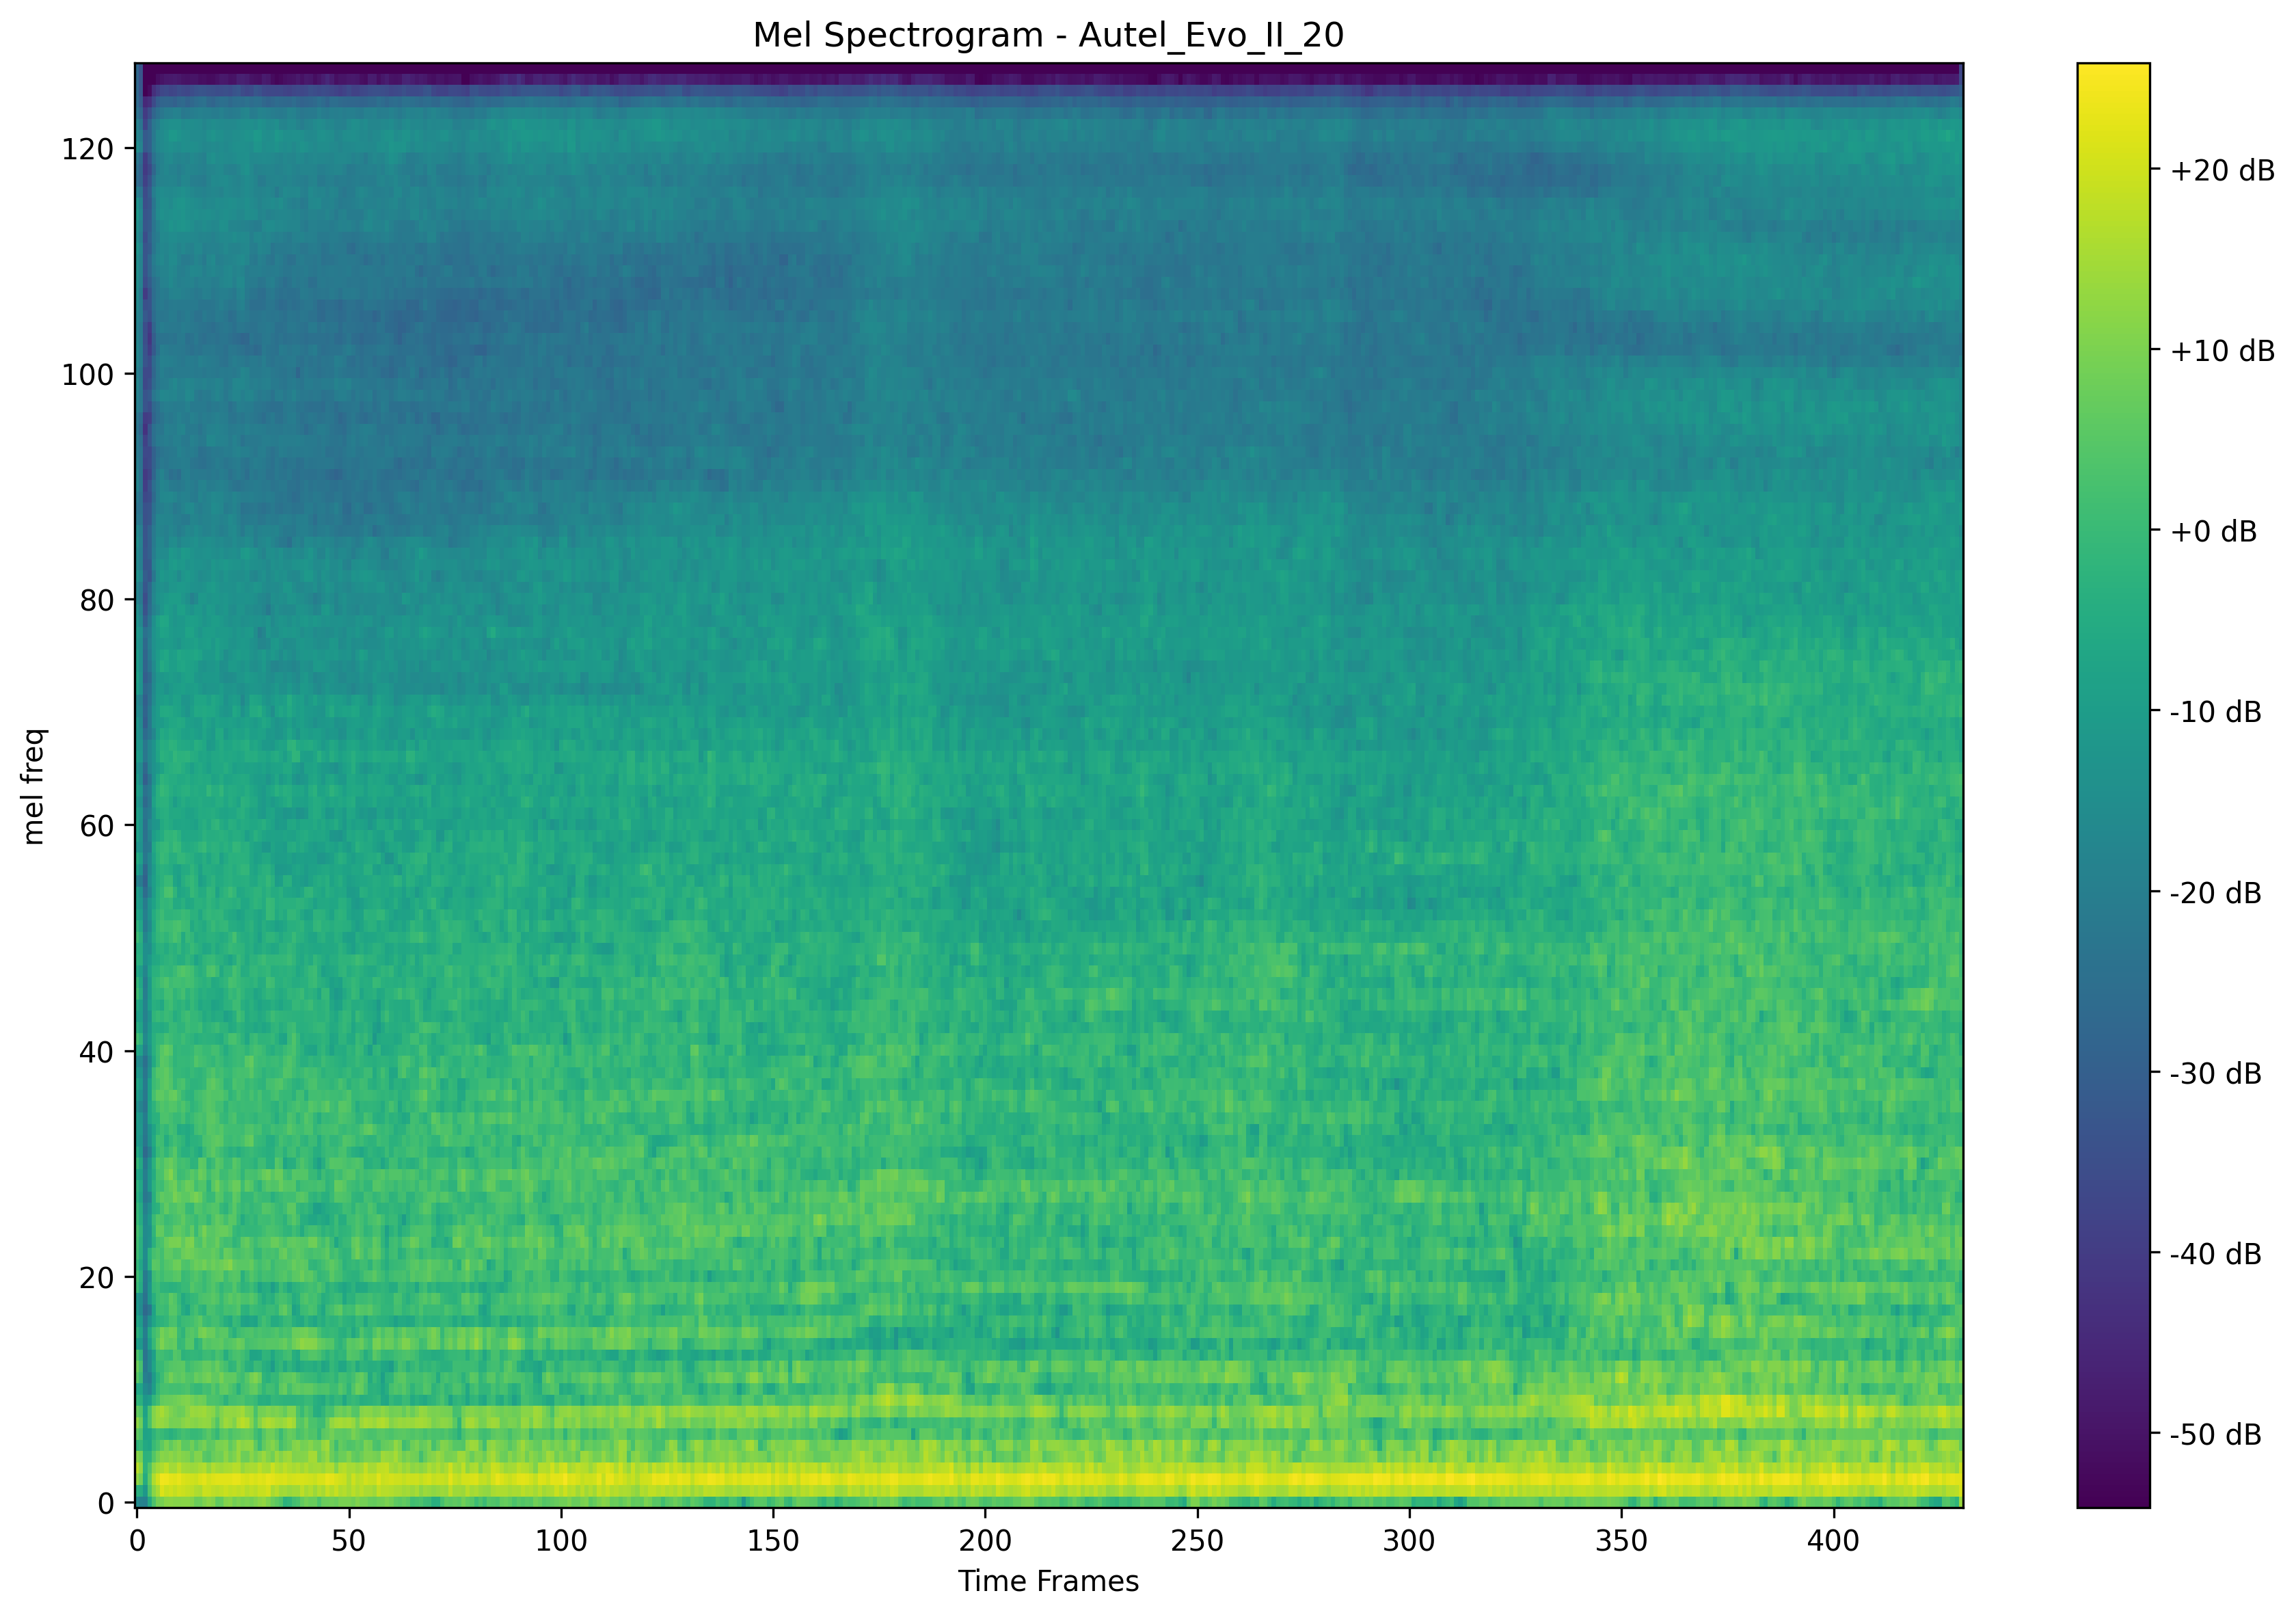 Mel Spectrogram - Autel_Evo_II_20
120
100
80
60
40
20
0
mel freq
0 50 100 150 200 250 300 350 400
Time Frames
+20 dB
+10 dB
+0 dB
-10 dB
-20 dB
-30 dB
-40 dB
-50 dB